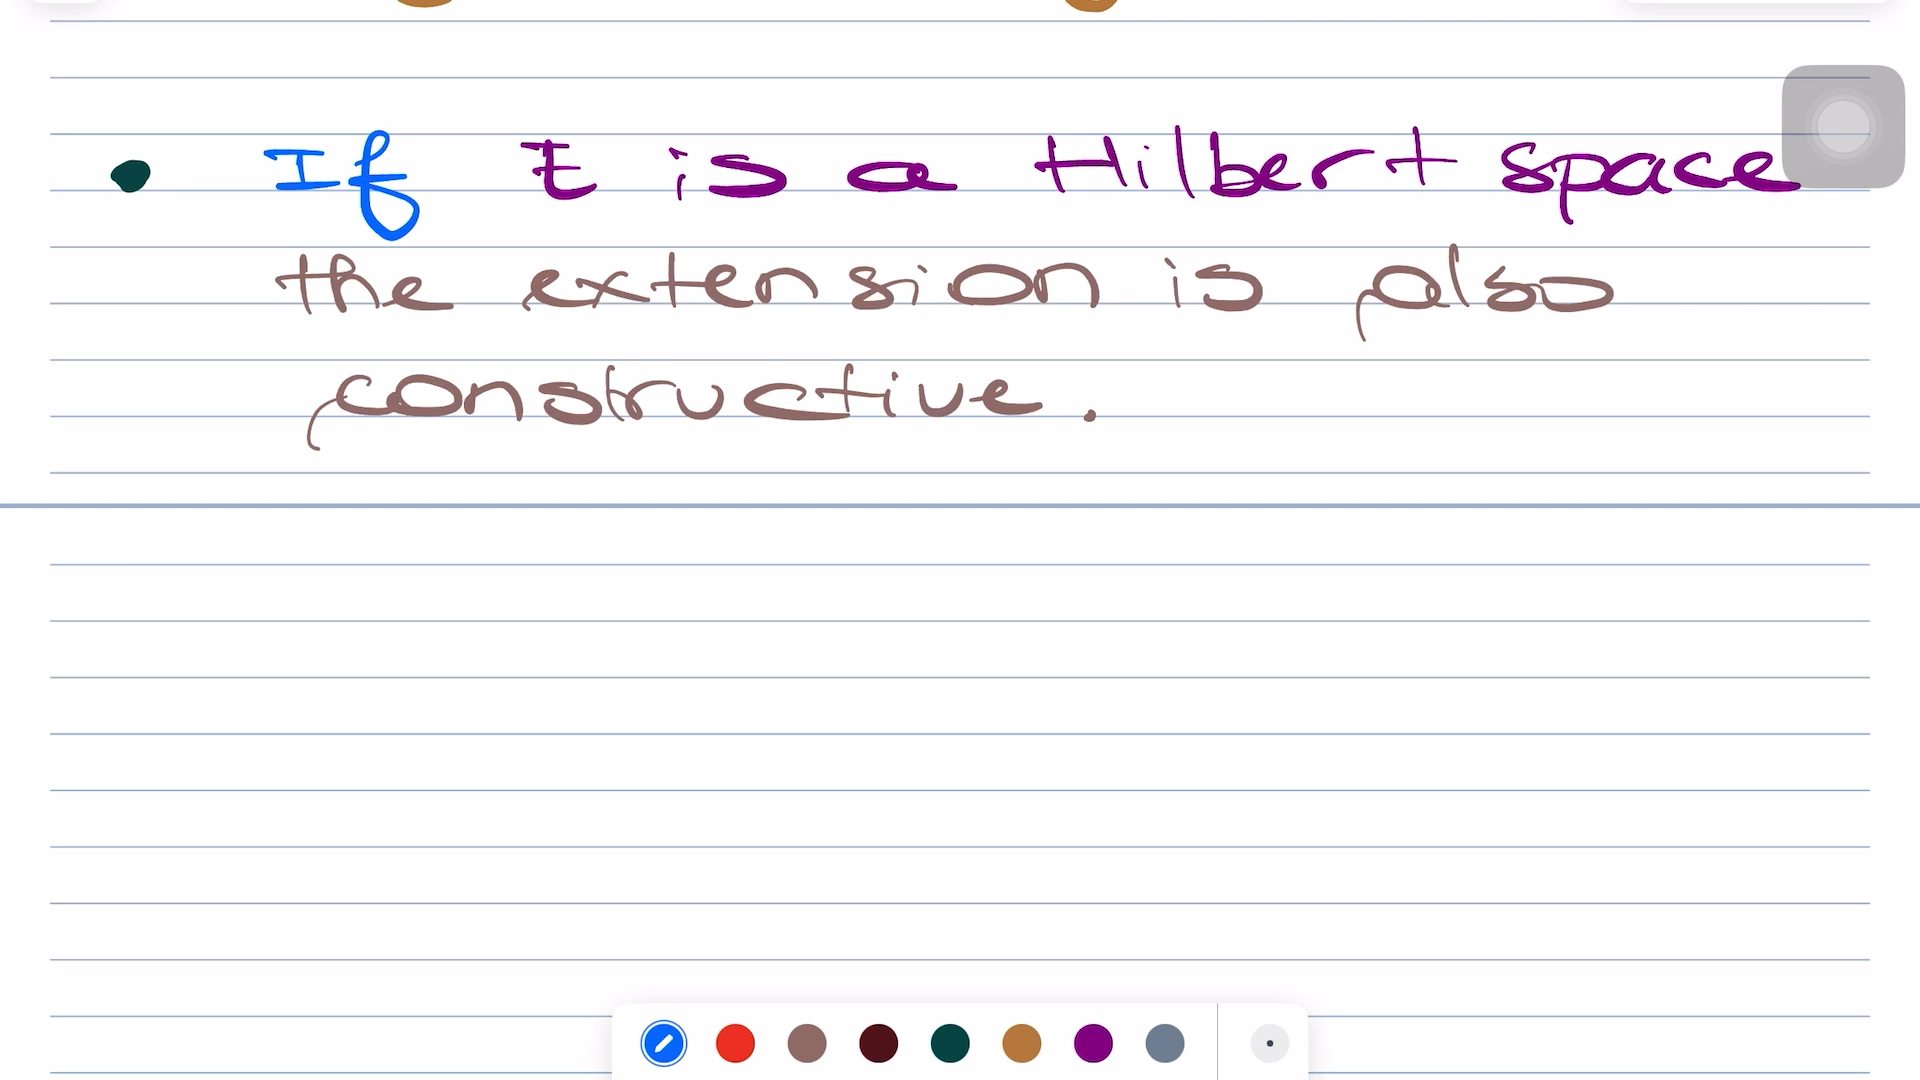 • If E is a Hilbert space
the extension is also
constructive.